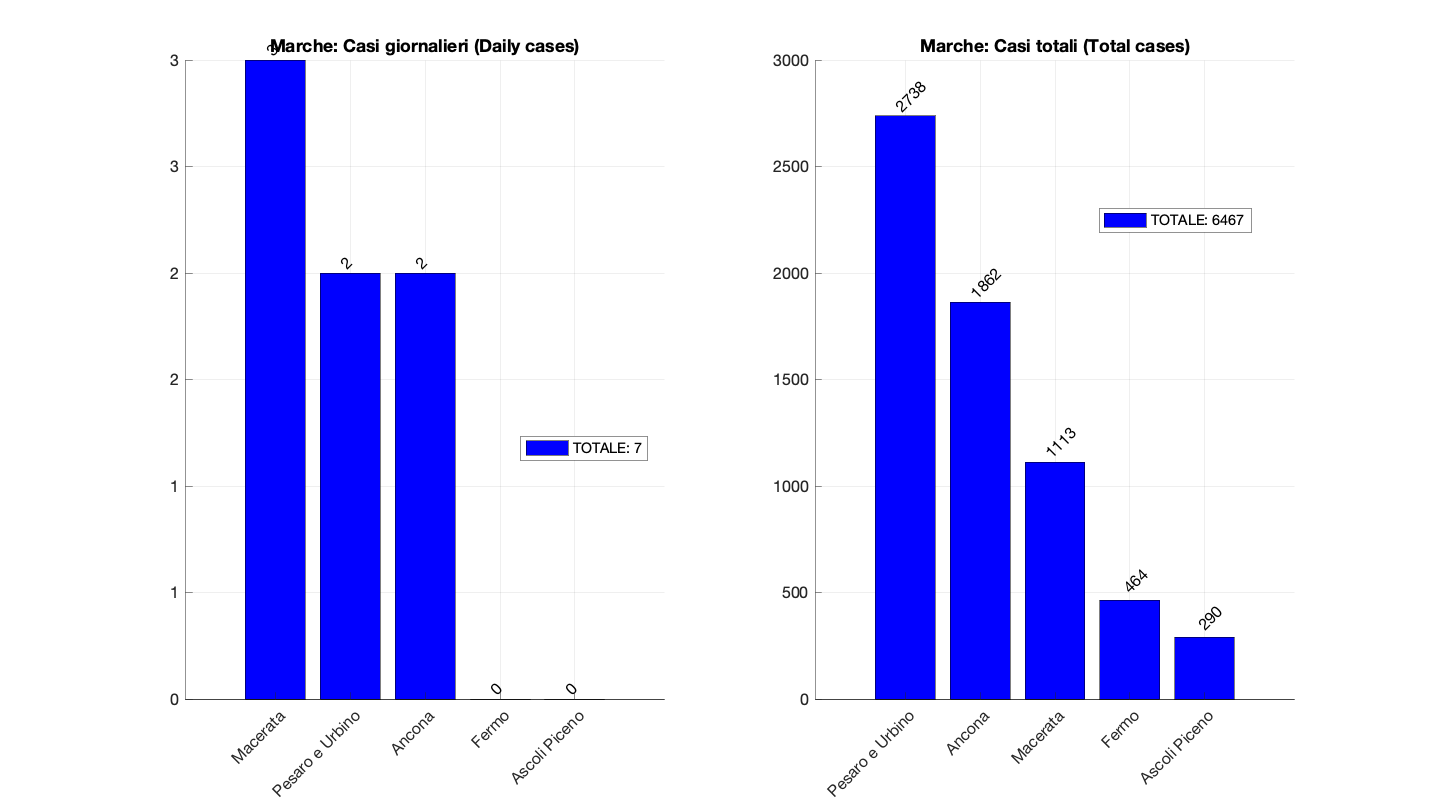 Marche: Casi giornalieri (Daily cases)
3
3
3
2
2
2
2
1
1
0
0
0
TOTALE: 7
Macerata
Pesaro e Urbino
Ancona
Fermo
Ascoli Piceno
Marche: Casi totali (Total cases)
3000
2500
2000
1500
1000
500
0
2738
1862
1113
464
290
TOTALE: 6467
Pesaro e Urbino
Ancona
Macerata
Fermo
Ascoli Piceno